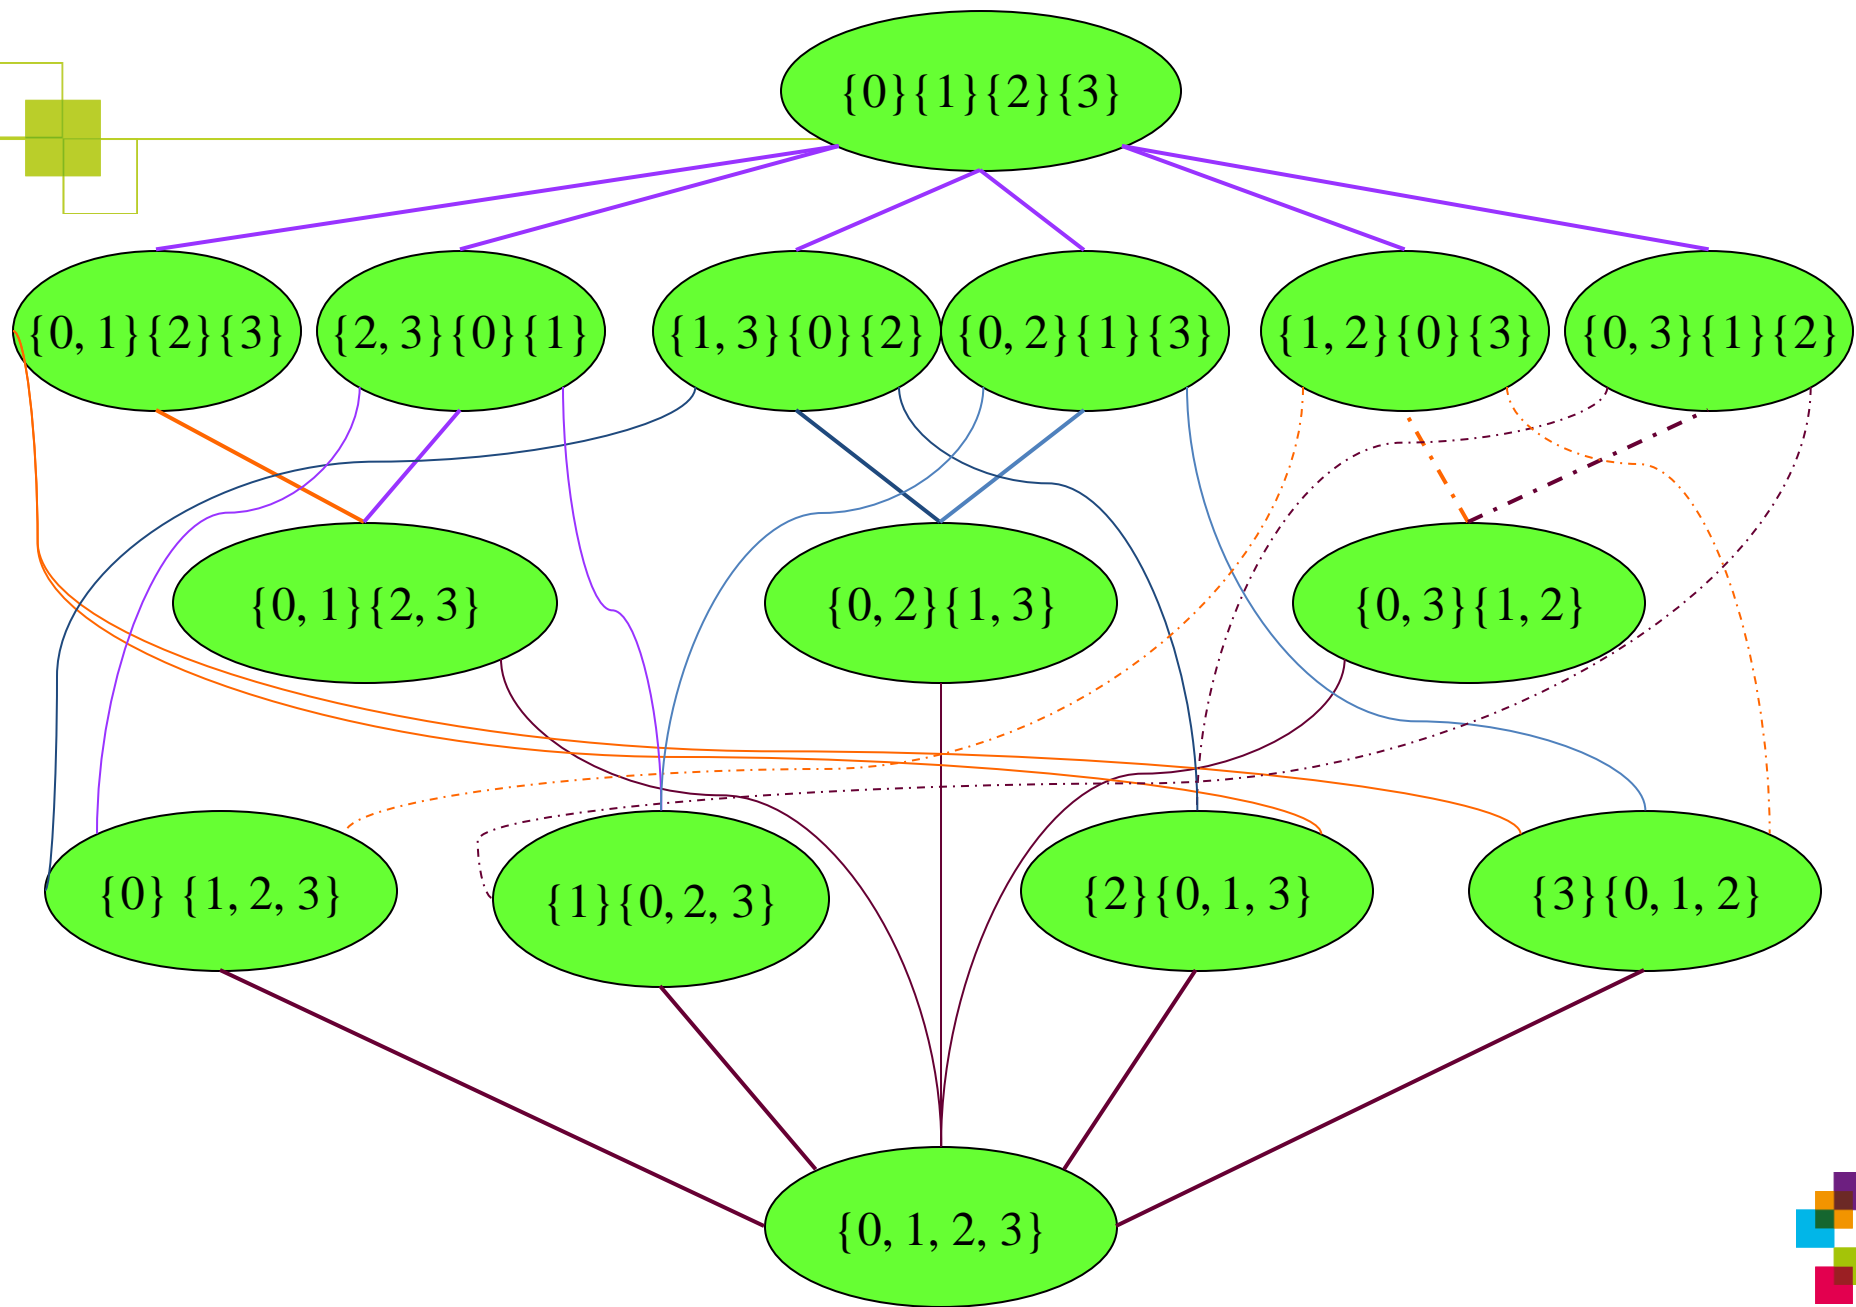 {0}{1}{2}{3}
{0, 1}{2}{3}
{2, 3}{0}{1}
{1, 3}{0}{2}
{0, 2}{1}{3}
{1, 2}{0}{3}
{0, 3}{1}{2}
{0, 1}{2, 3}
{0, 2}{1, 3}
{0, 3}{1, 2}
{0} {1, 2, 3}
{1}{0, 2, 3}
{2}{0, 1, 3}
{3}{0, 1, 2}
{0, 1, 2, 3}